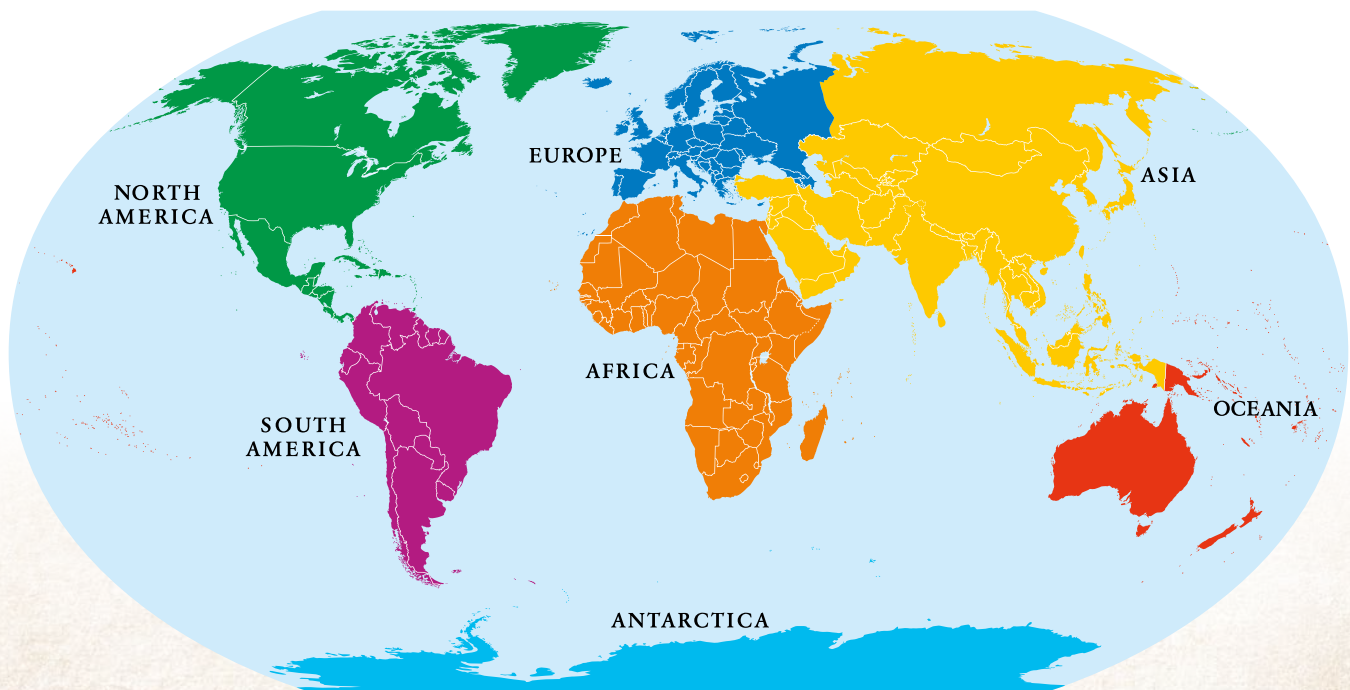 EUROPE
ASIA
NORTH
AMERICA
AFRICA
OCEANIA
SOUTH
AMERICA
ANTARCTICA